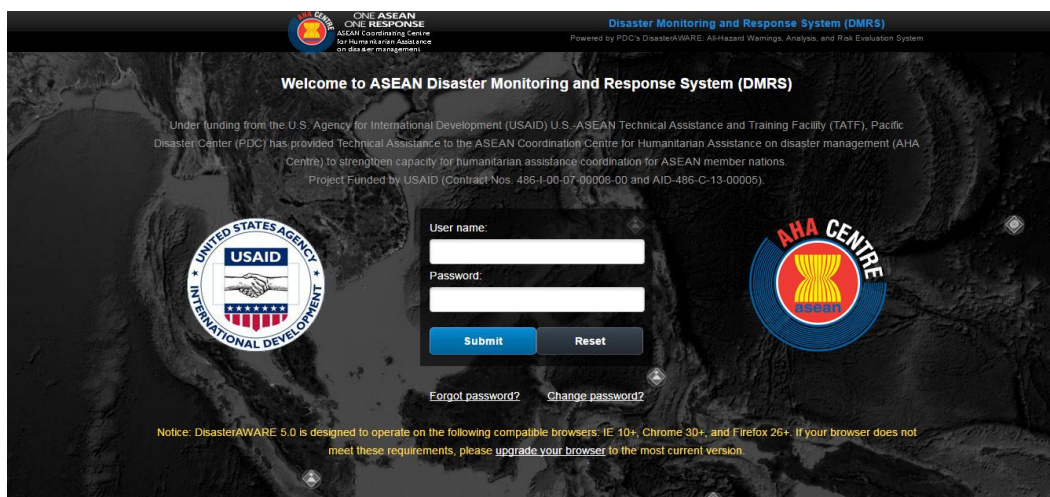 ONE ASEAN
ONE RESPONSE
ASEAN Coordinating Centre
for Humanitarian Assistance
on disaster management
Disaster Monitoring and Response System (DMRS)
Powered by PDC's DisasterAWARE: All-Hazard Warnings, Analysis, and Risk Evaluation System
Welcome to ASEAN Disaster Monitoring and Response System (DMRS)
Under funding from the U.S. Agency for International Development (USAID) U.S.-ASEAN Technical Assistance and Training Facility (TATF), Pacific
Disaster Center (PDC) has provided Technical Assistance to the ASEAN Coordination Centre for Humanitarian Assistance on disaster management (AHA
Centre) to strengthen capacity for humanitarian assistance coordination for ASEAN member nations.
Project Funded by USAID (Contract Nos. 486-I-00-07-00008-00 and AID-486-C-13-00005).
UNITED STATES AGENCY
USAID
INTERNATIONAL DEVELOPMENT
User name:
Password:
Submit
Reset
AHA CENTRE
asean
Forgot password?
Change password?
Notice: DisasterAWARE 5.0 is designed to operate on the following compatible browsers: IE 10+, Chrome 30+, and Firefox 26+. If your browser does not
meet these requirements, please upgrade your browser to the most current version.